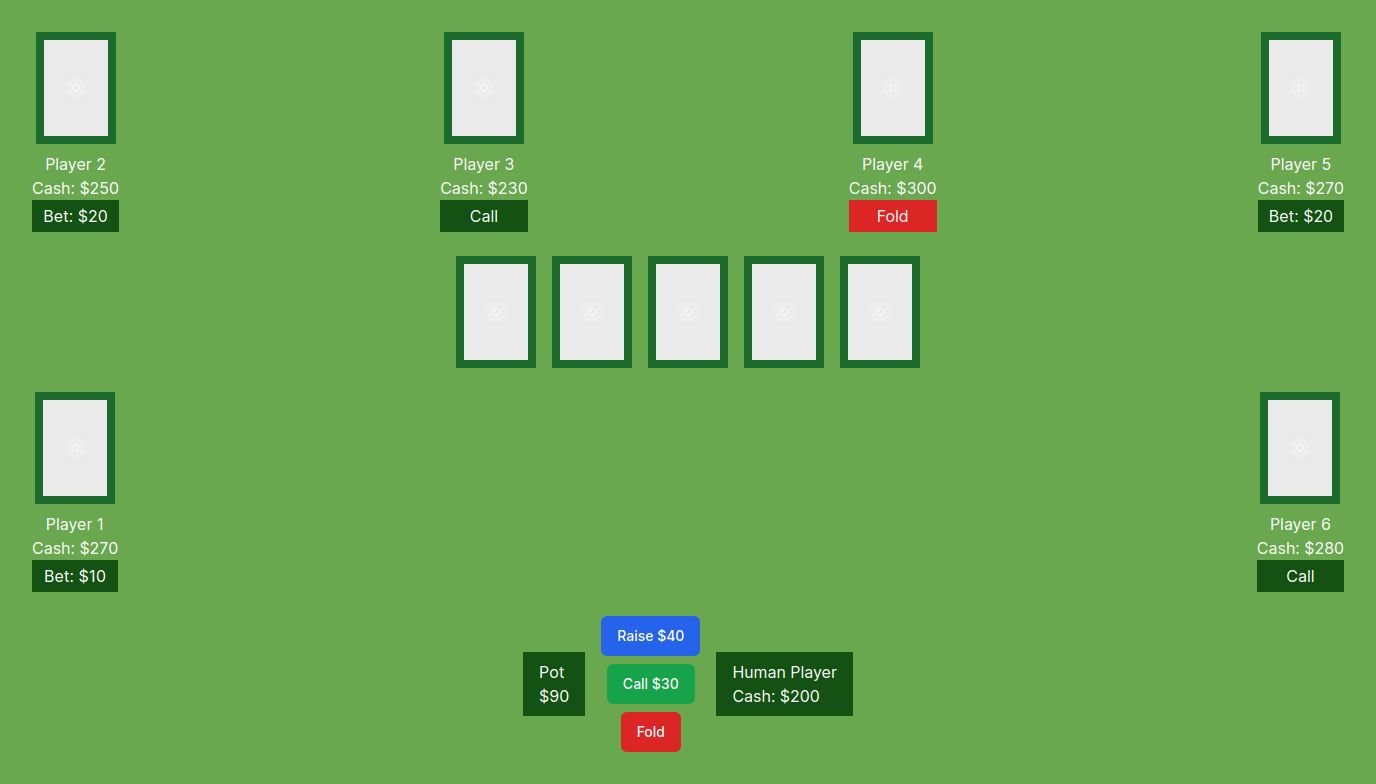 Player 2
Cash: $250
Bet: $20
Player 3
Cash: $230
Call
Player 4
Cash: $300
Fold
Player 5
Cash: $270
Bet: $20
Player 1
Cash: $270
Bet: $10
Player 6
Cash: $280
Call
Pot
$90
Raise $40
Call $30
Fold
Human Player
Cash: $200